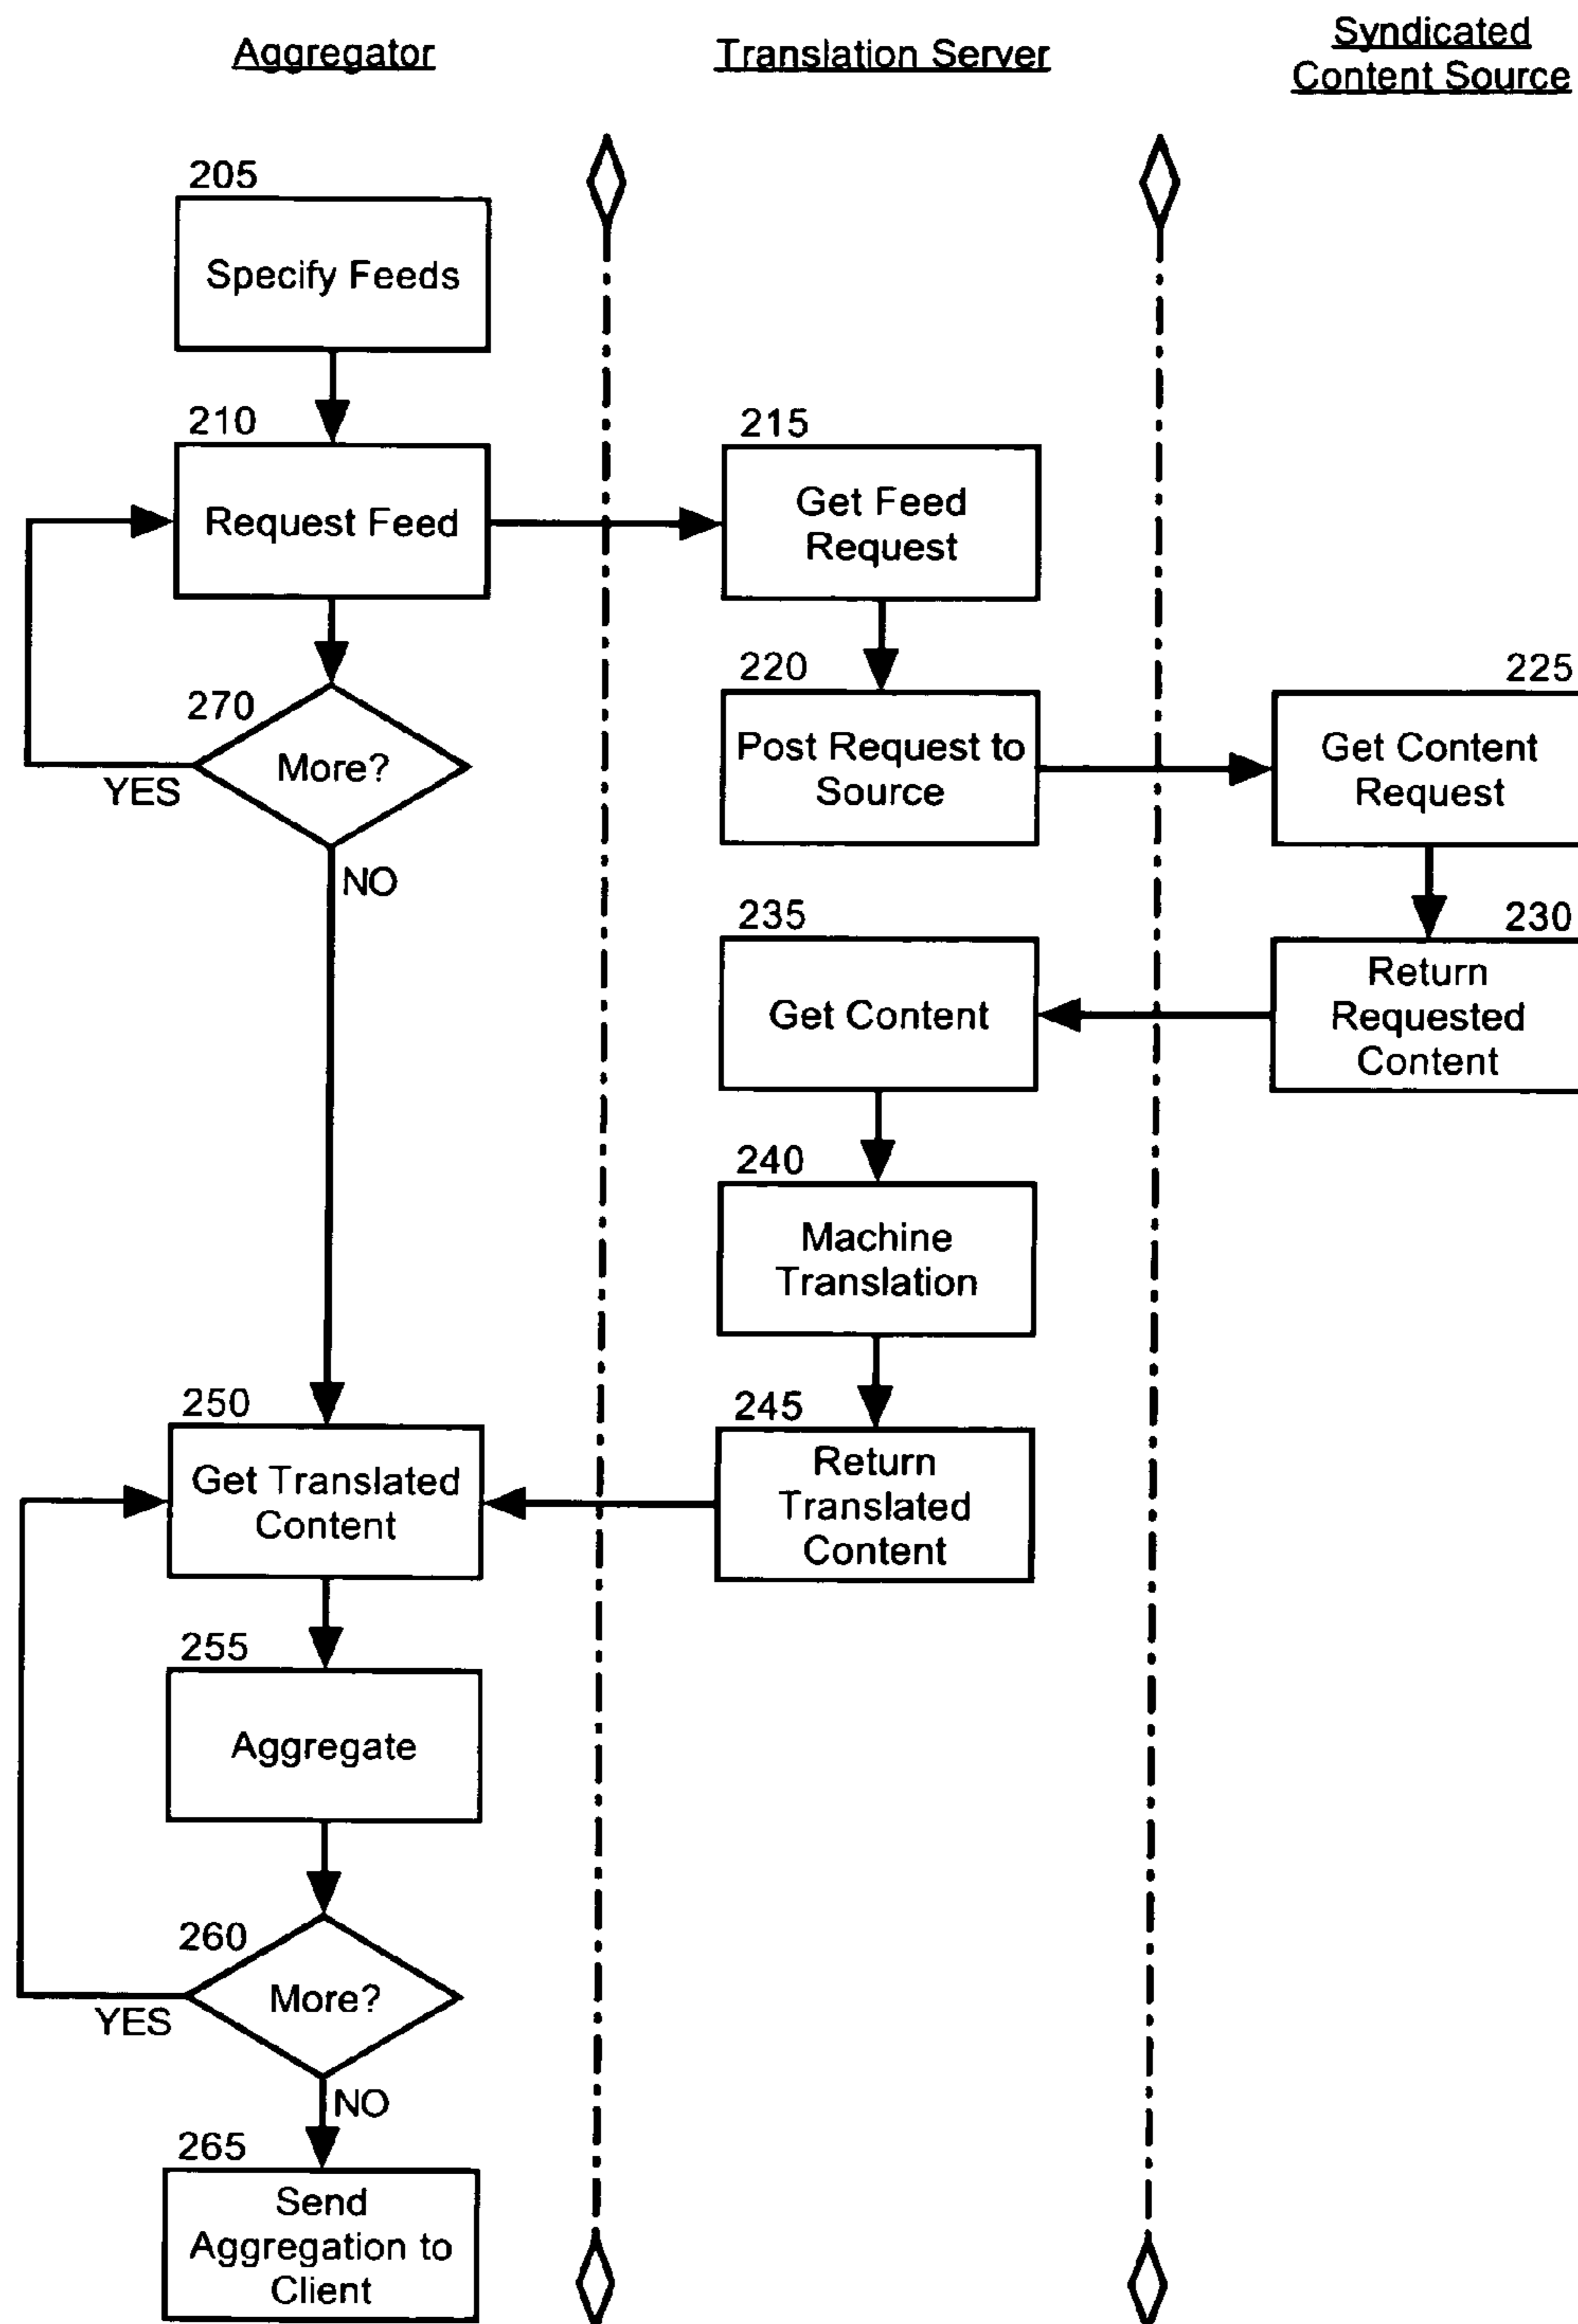 Aggregator
Translation Server
Syndicated
Content Source
205
Specify Feeds
210
Request Feed
215
Get Feed
Request
270
More?
YES
NO
220
Post Request to
Source
225
Get Content
Request
230
Return
Requested
Content
235
Get Content
240
Machine
Translation
245
Return
Translated
Content
250
Get Translated
Content
255
Aggregate
260
More?
YES
NO
265
Send
Aggregation to
Client